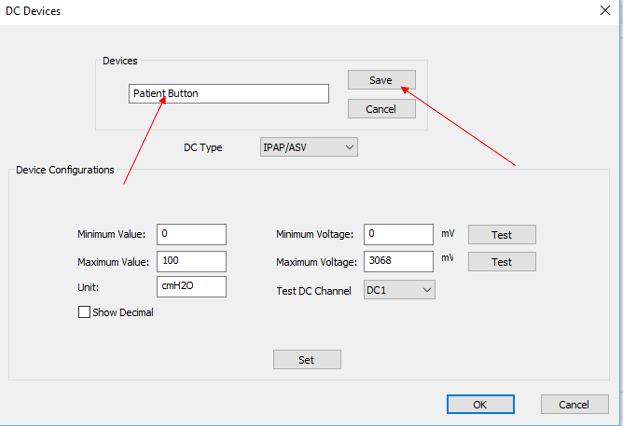 DC Devices
Devices
Patient Button
Save
Cancel
DC Type
IPAP/ASV
Device Configurations
Minimum Value: 0 Minimum Voltage: 0 mV Test
Maximum Value: 100 Maximum Voltage: 3068 mV Test
Unit: cmH2O Test DC Channel DC1
Show Decimal
Set
OK Cancel